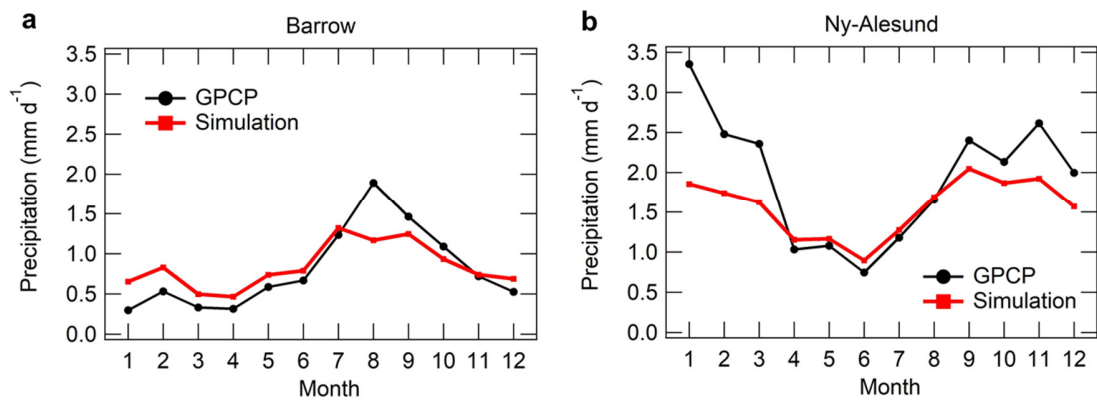 a
Barrow
Precipitation (mm d⁻¹)
3.5
3.0
2.5
2.0
1.5
1.0
0.5
0.0
GPCP
Simulation
1 2 3 4 5 6 7 8 9 10 11 12
Month
b
Ny-Alesund
Precipitation (mm d⁻¹)
3.5
3.0
2.5
2.0
1.5
1.0
0.5
0.0
GPCP
Simulation
1 2 3 4 5 6 7 8 9 10 11 12
Month